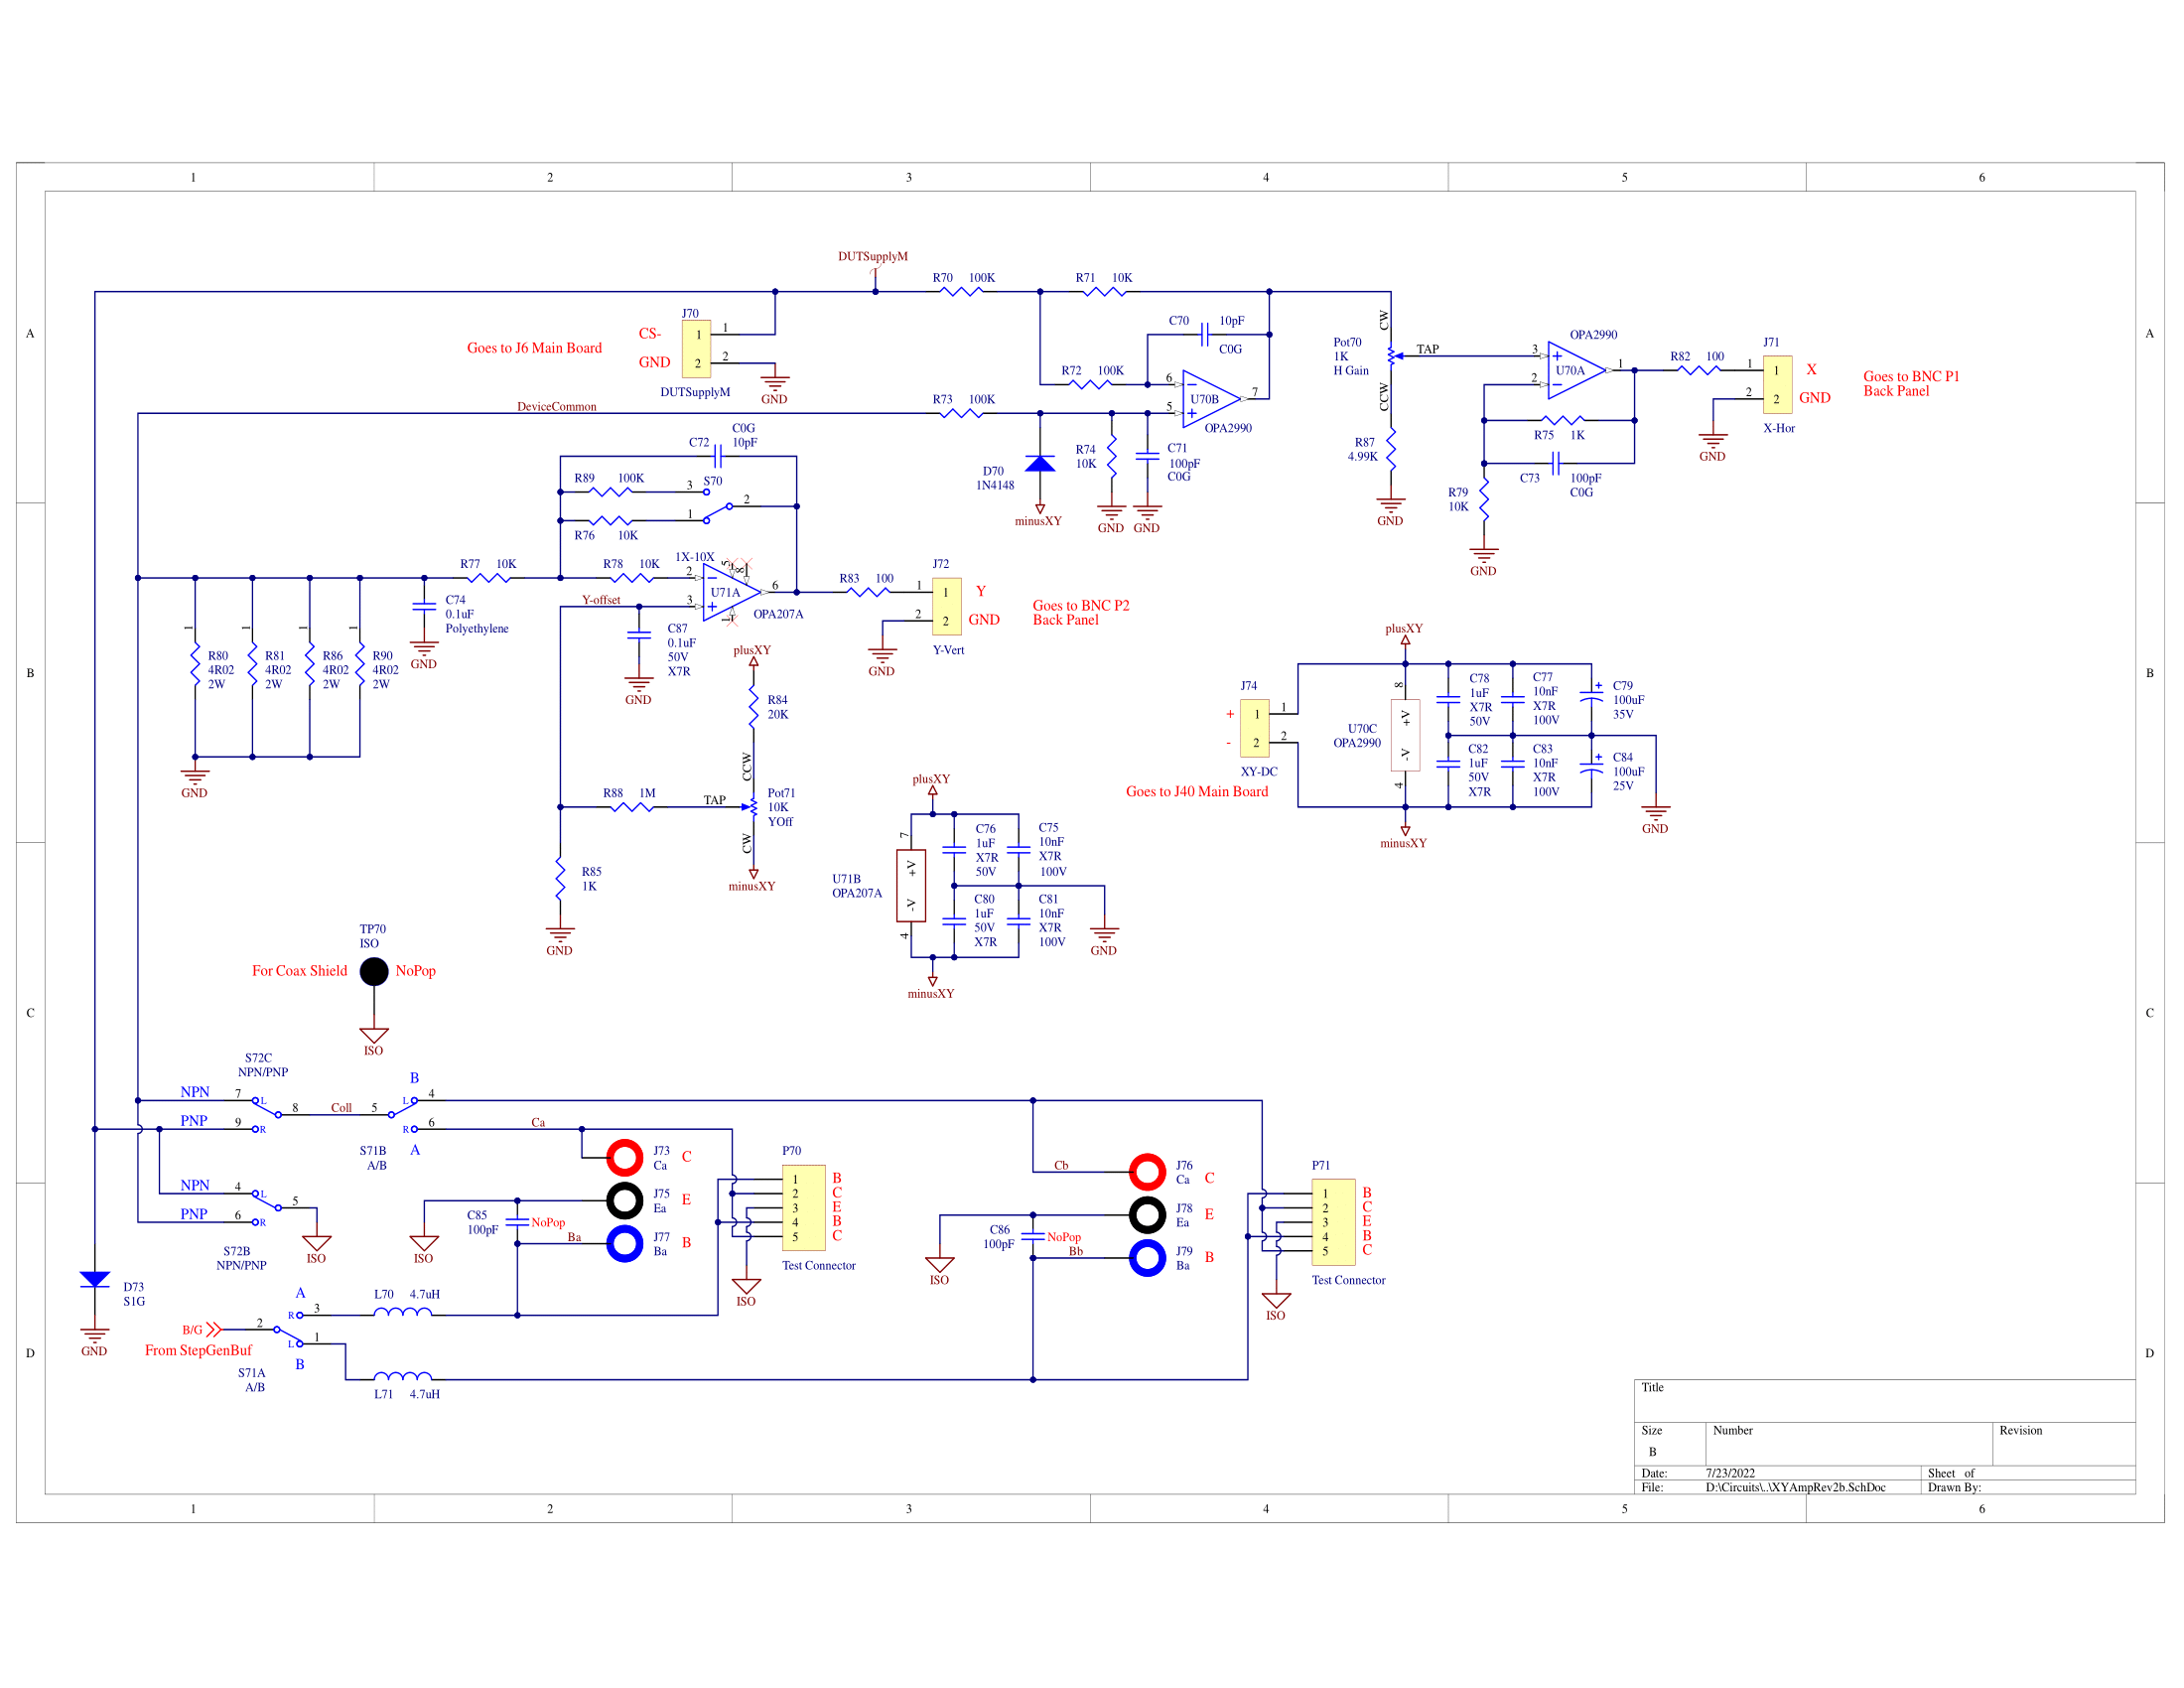 1 2 3 4 5 6
A
B
C
D
A
B
C
D
DUTSupplyM
R70 100K
R71 10K
J70
CS- 1 1
GND 2 2
Goes to J6 Main Board
DUTSupplyM
GND
C70 10pF
C0G
R72 100K
6
5
7
U70B
OPA2990
DeviceCommon
R73 100K
D70
1N4148
minusXY
R74
10K
GND
C71
100pF
C0G
GND
CW
Pot70
1K
H Gain
TAP
CCW
R87
4.99K
GND
OPA2990
3
2
1
U70A
R75 1K
C73 100pF
C0G
R79
10K
GND
R82 100
J71
1 1 X
2 2 GND
X-Hor
GND
Goes to BNC P1
Back Panel
C0G
C72 10pF
R89 100K 3 S70
2
R76 10K 1
1X-10X
R77 10K
R78 10K
2
3
5
8
1
6
U71A
OPA207A
Y-offset
C87
0.1uF
50V
X7R
GND
R83 100
J72
1 1 Y
2 2 GND
Y-Vert
GND
Goes to BNC P2
Back Panel
C74
0.1uF
Polyethylene
GND
1 1 1 1
R80
4R02
2W
R81
4R02
2W
R86
4R02
2W
R90
4R02
2W
GND
plusXY
R84
20K
CCW
TAP
Pot71
10K
YOff
CW
minusXY
R88 1M
R85
1K
GND
plusXY
7
+V
-V
4
U71B
OPA207A
C76
1uF
X7R
50V
C75
10nF
X7R
100V
C80
1uF
50V
X7R
C81
10nF
X7R
100V
GND
minusXY
plusXY
J74
+ 1 1
- 2 2
XY-DC
Goes to J40 Main Board
8
+V
-V
4
U70C
OPA2990
C78
1uF
X7R
50V
C77
10nF
X7R
100V
C79
100uF
35V
C82
1uF
50V
X7R
C83
10nF
X7R
100V
C84
100uF
25V
GND
minusXY
TP70
ISO
For Coax Shield NoPop
ISO
S72C
NPN/PNP
NPN 7 L
8 Coll 5
PNP 9 R
B
L 4
R 6
A
S71B
A/B
Ca
NPN 4 L
5
PNP 6 R
S72B
NPN/PNP
ISO
J73
Ca
C
J75
Ea
E
J77
Ba
B
C85
100pF
NoPop
Ba
ISO
P70
1 B
2 C
3 E
4 B
5 C
Test Connector
ISO
Cb
J76
Ca
C
J78
Ea
E
J79
Ba
B
C86
100pF
NoPop
Bb
ISO
P71
1 B
2 C
3 E
4 B
5 C
Test Connector
ISO
D73
S1G
GND
A
R 3
B/G 2
L 1
B
From StepGenBuf
S71A
A/B
L70 4.7uH
L71 4.7uH
Title
Size Number Revision
B
Date: 7/23/2022 Sheet of
File: D:\Circuits\..\XYAmpRev2b.SchDoc Drawn By:
1 2 3 4 5 6